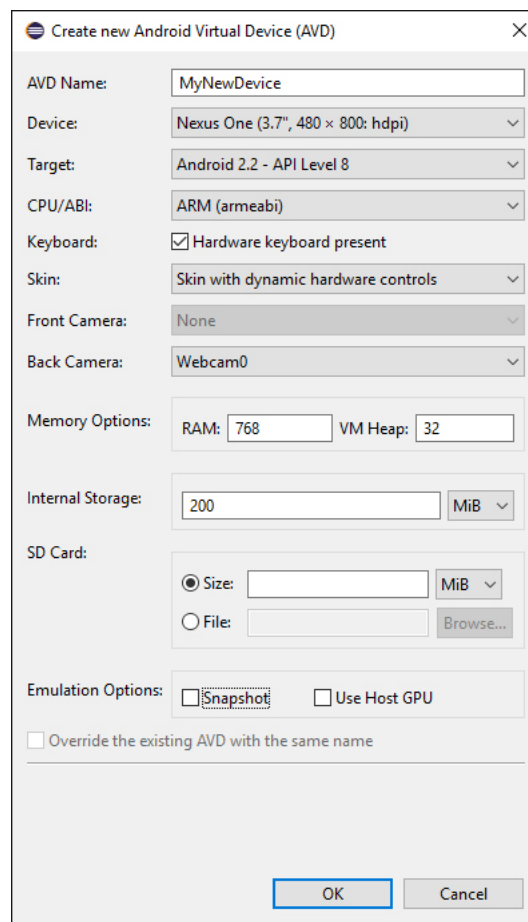 Create new Android Virtual Device (AVD)
AVD Name: MyNewDevice
Device: Nexus One (3.7", 480 × 800: hdpi)
Target: Android 2.2 - API Level 8
CPU/ABI: ARM (armeabi)
Keyboard: Hardware keyboard present
Skin: Skin with dynamic hardware controls
Front Camera: None
Back Camera: Webcam0
Memory Options: RAM: 768 VM Heap: 32
Internal Storage: 200 MiB
SD Card:
Size: MiB
File: Browse...
Emulation Options: Snapshot Use Host GPU
Override the existing AVD with the same name
OK Cancel